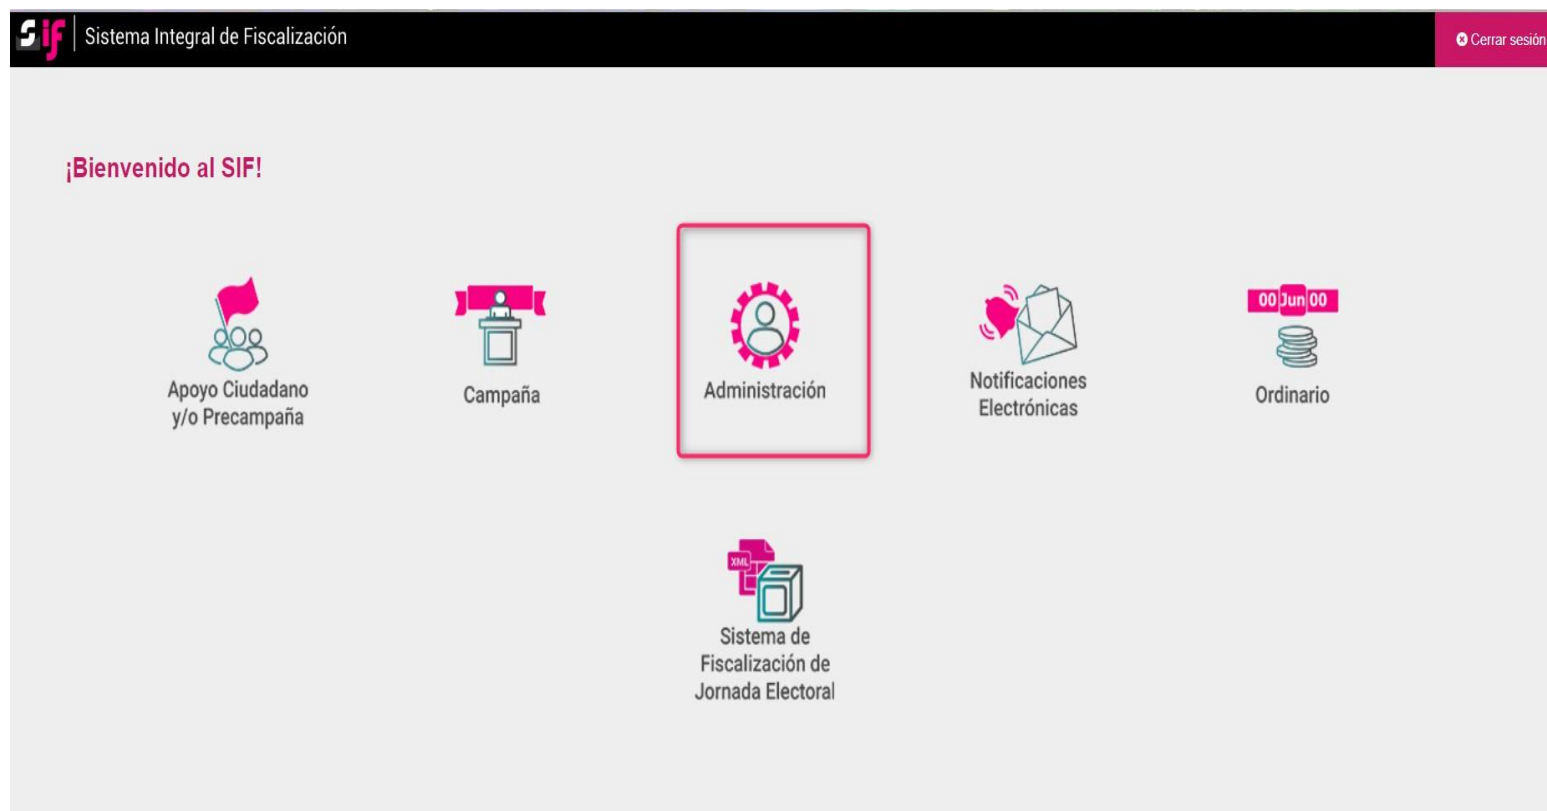 sif Sistema Integral de Fiscalización
Cerrar sesión
¡Bienvenido al SIF!
Apoyo Ciudadano
y/o Precampaña
Campaña
Administración
Notificaciones
Electrónicas
00 Jun 00
Ordinario
XML
Sistema de
Fiscalización de
Jornada Electoral